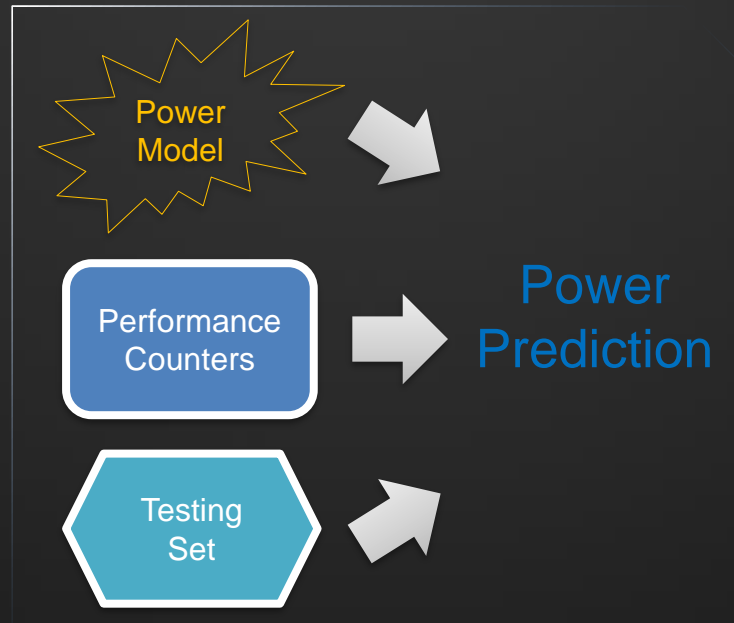 Power
Model
Performance
Counters
Power
Prediction
Testing
Set